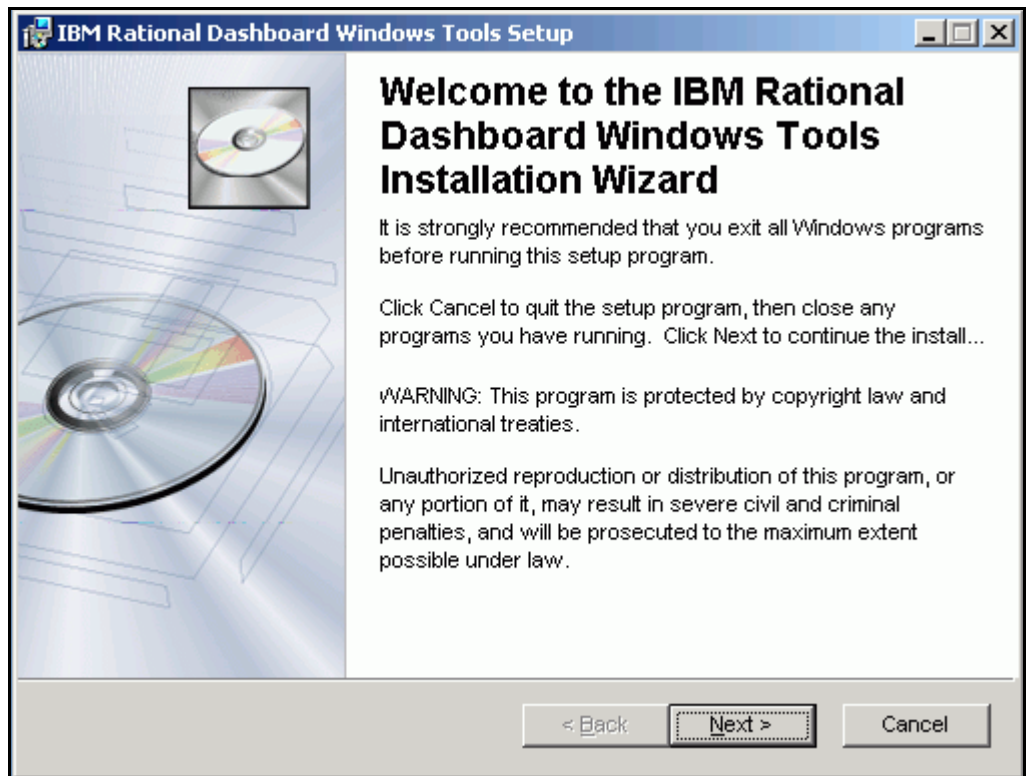 IBM Rational Dashboard Windows Tools Setup
Welcome to the IBM Rational
Dashboard Windows Tools
Installation Wizard
It is strongly recommended that you exit all Windows programs
before running this setup program.
Click Cancel to quit the setup program, then close any
programs you have running.  Click Next to continue the install...
WARNING: This program is protected by copyright law and
international treaties.
Unauthorized reproduction or distribution of this program, or
any portion of it, may result in severe civil and criminal
penalties, and will be prosecuted to the maximum extent
possible under law.
< Back
Next >
Cancel